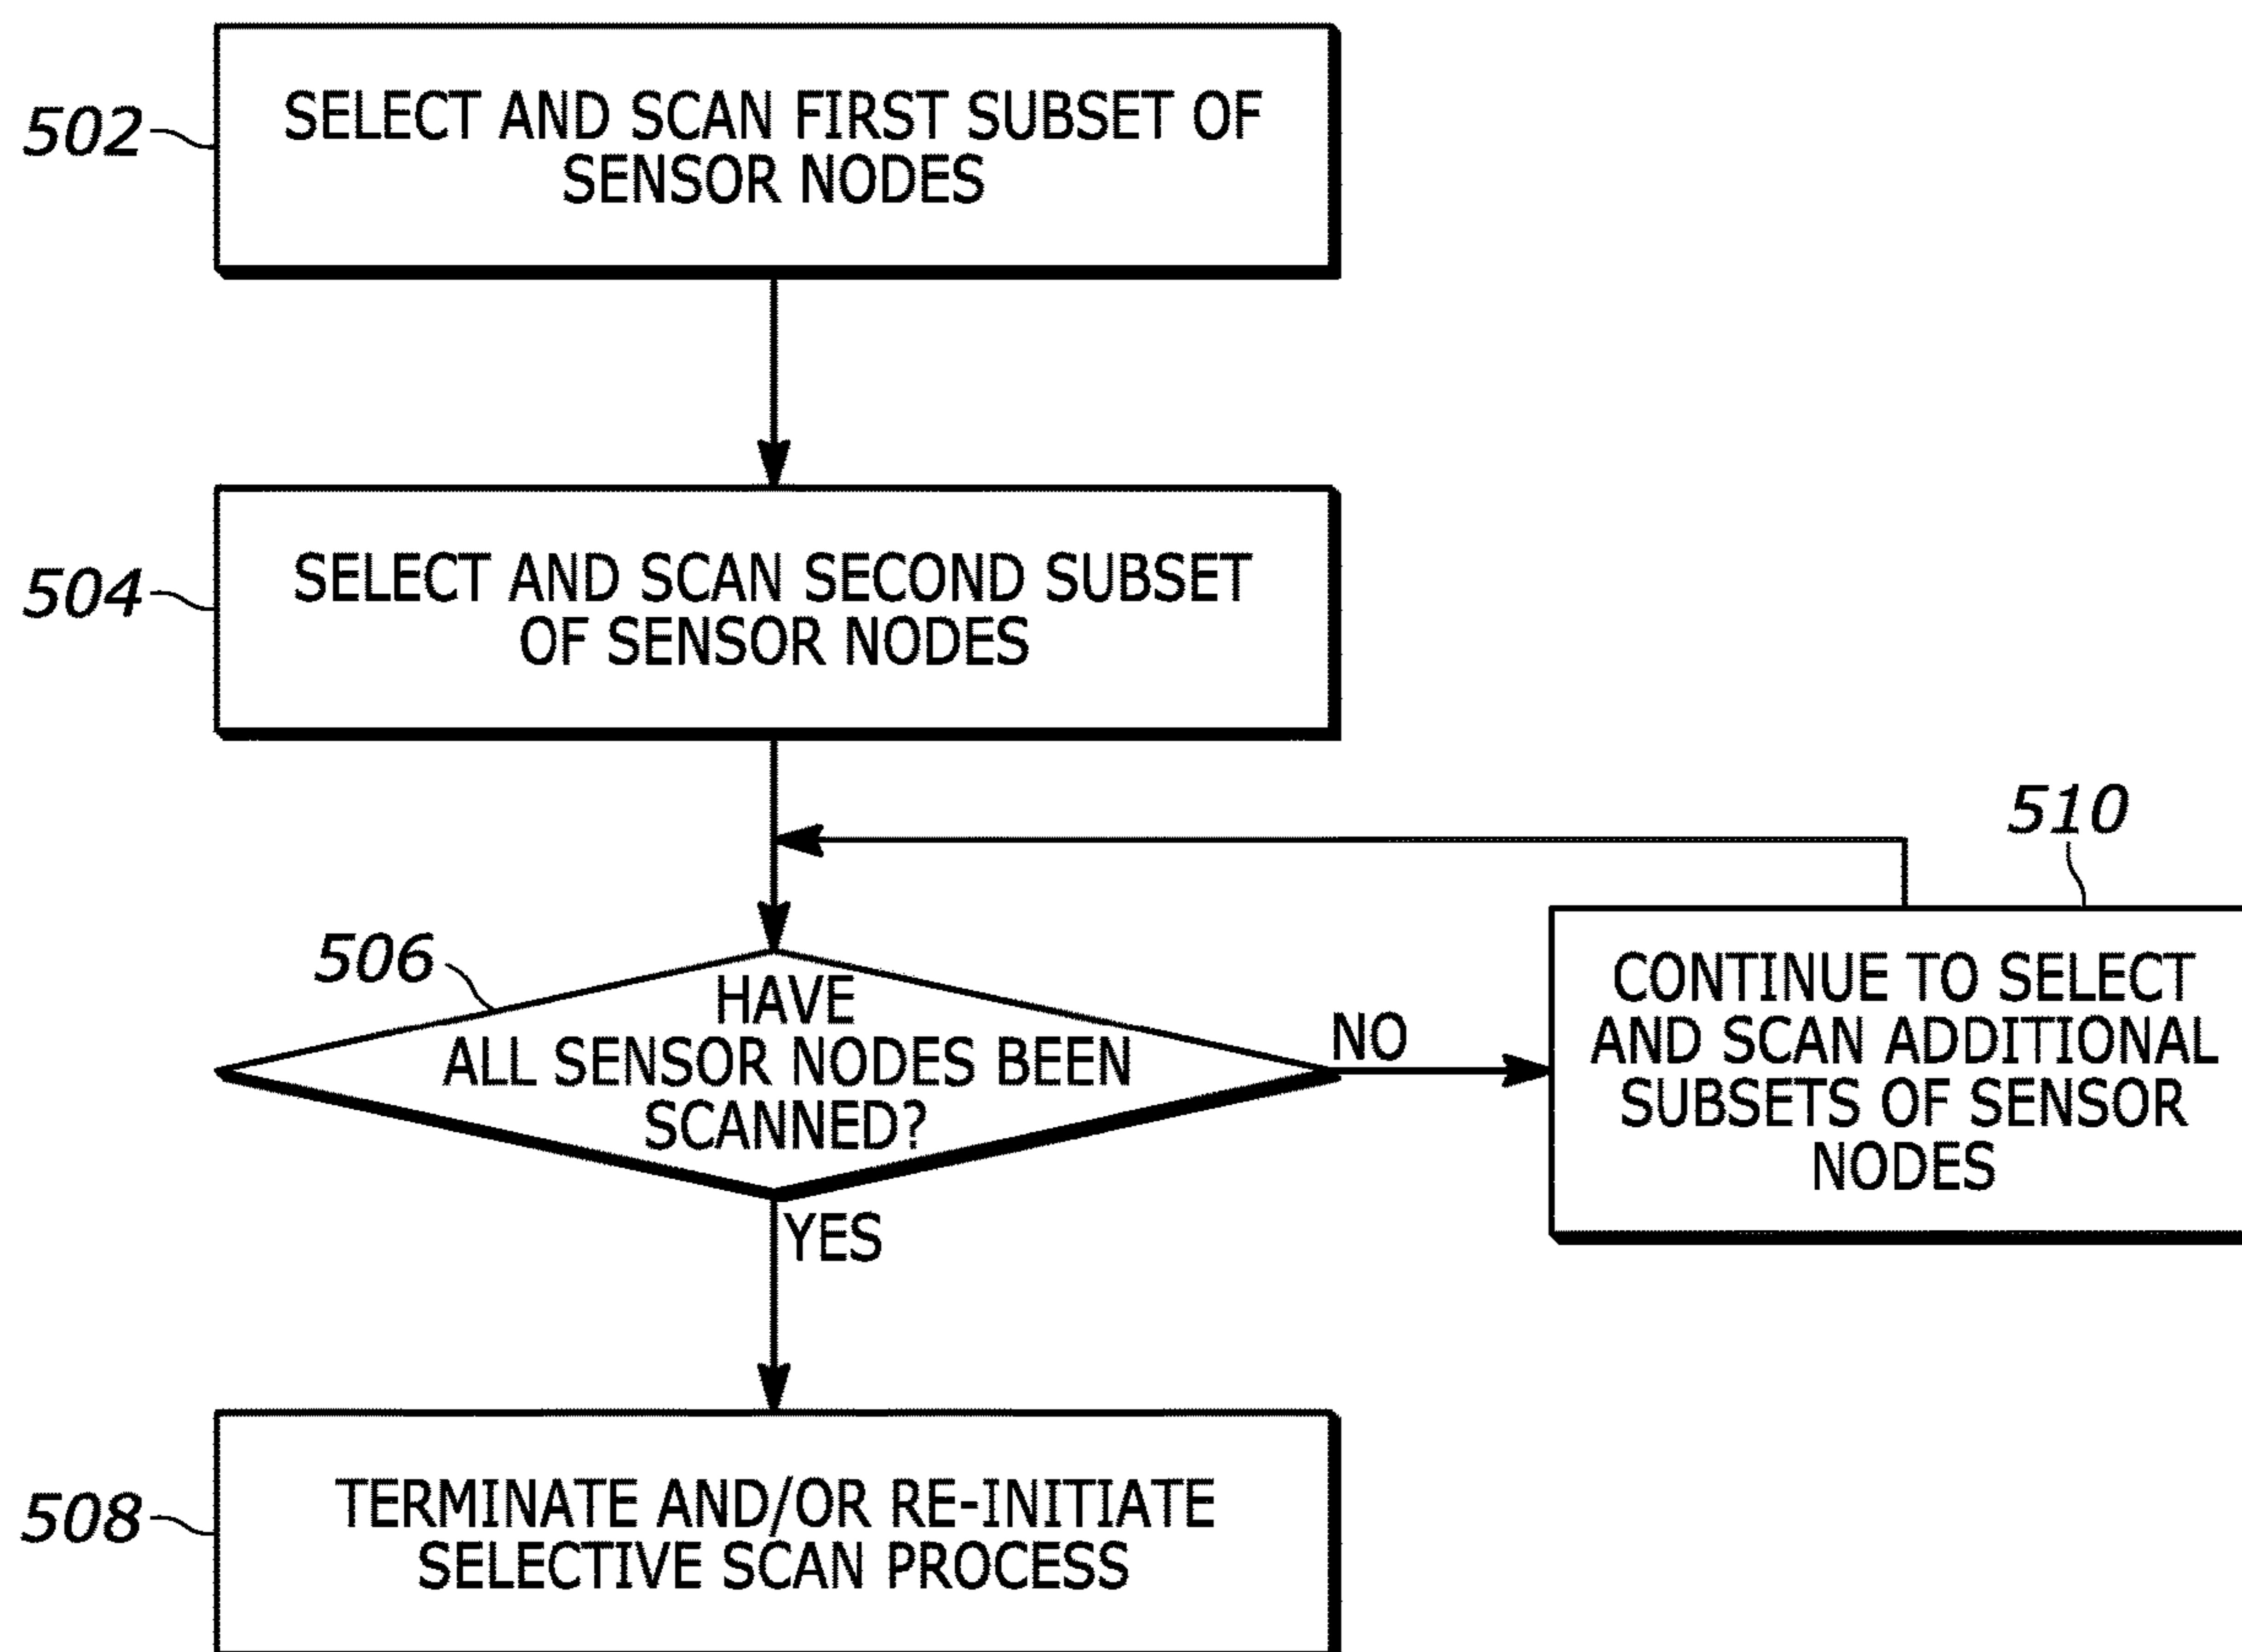 502
SELECT AND SCAN FIRST SUBSET OF
SENSOR NODES
504
SELECT AND SCAN SECOND SUBSET
OF SENSOR NODES
510
506
HAVE
ALL SENSOR NODES BEEN
SCANNED?
NO
CONTINUE TO SELECT
AND SCAN ADDITIONAL
SUBSETS OF SENSOR
NODES
YES
508
TERMINATE AND/OR RE-INITIATE
SELECTIVE SCAN PROCESS